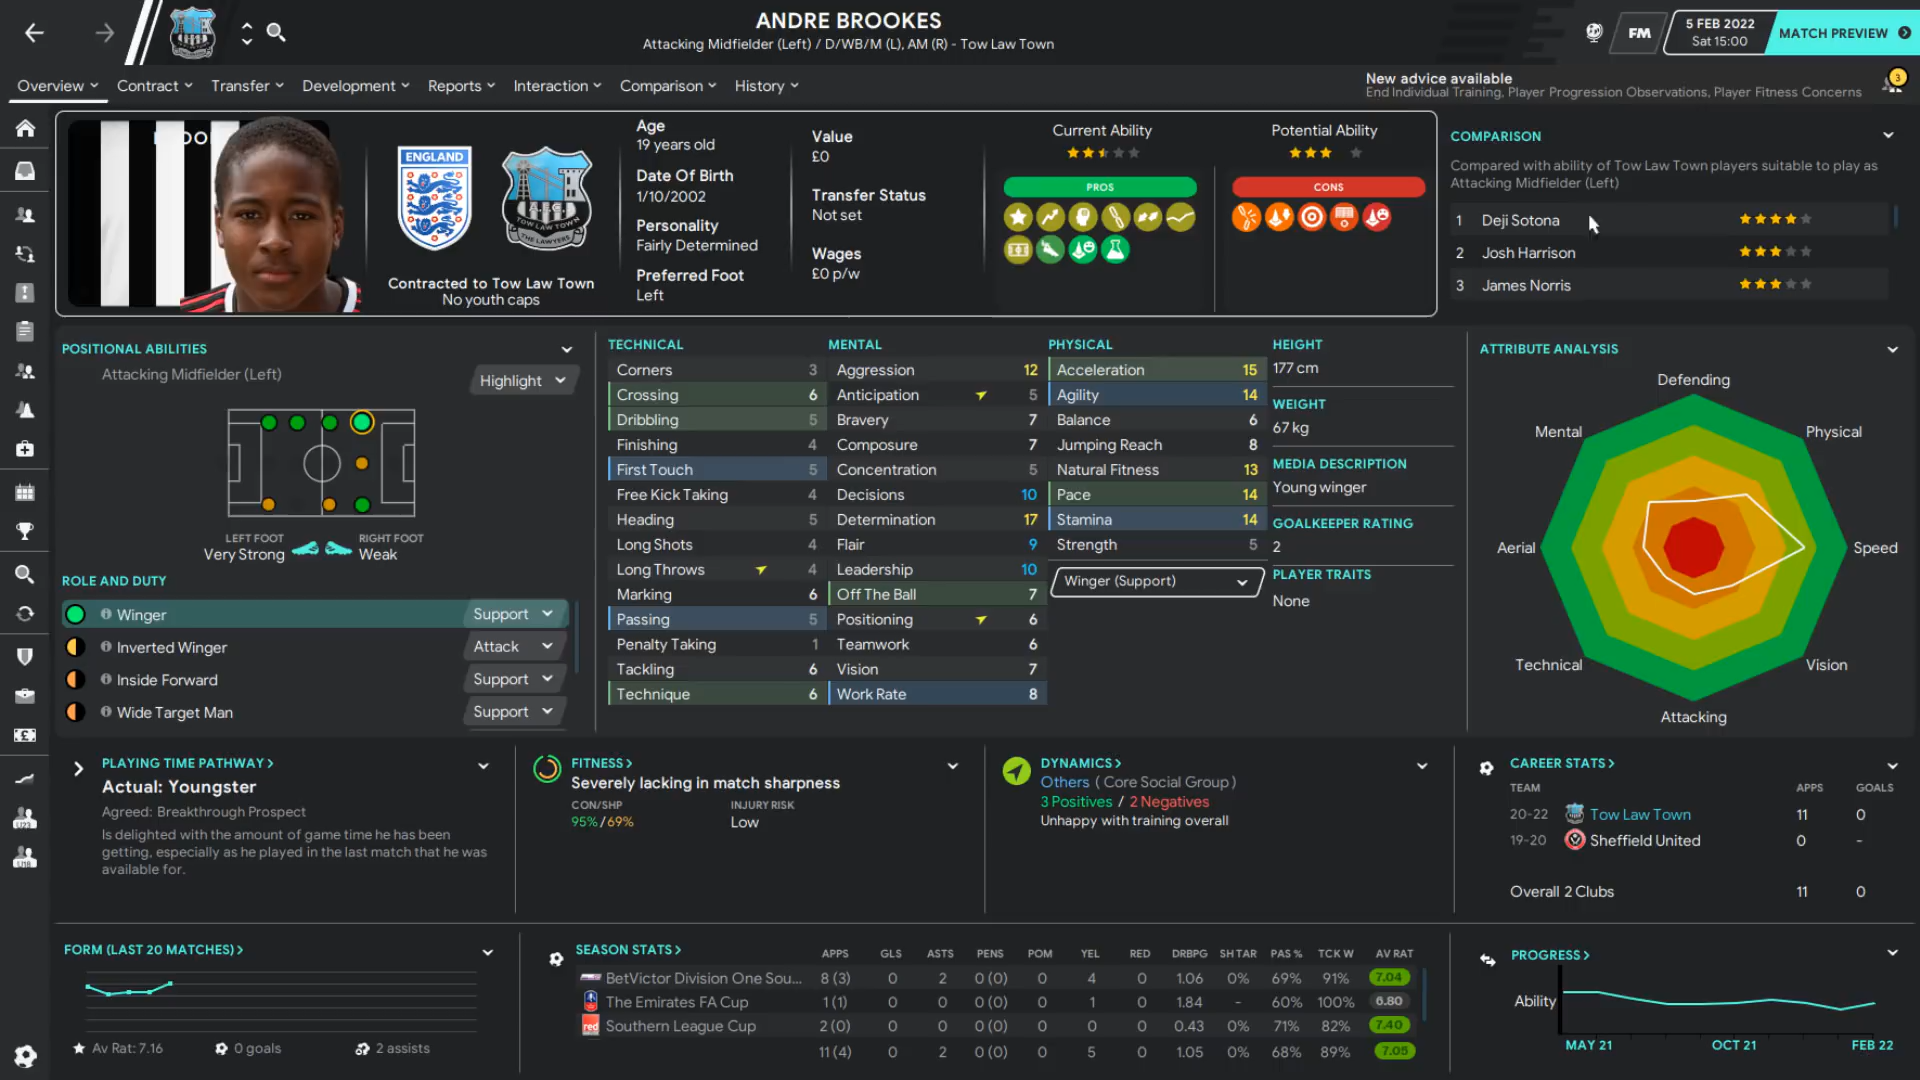 ANDRE BROOKES
Attacking Midfielder (Left) / D/WB/M (L), AM (R) - Tow Law Town
FM
5 FEB 2022
Sat 15:00
MATCH PREVIEW
Overview
Contract
Transfer
Development
Reports
Interaction
Comparison
History
New advice available
End Individual Training, Player Progression Observations, Player Fitness Concerns
3
ENGLAND
TOW LAW TOWN
THE LAWYERS
Contracted to Tow Law Town
No youth caps
Age
19 years old
Date Of Birth
1/10/2002
Personality
Fairly Determined
Preferred Foot
Left
Value
£0
Transfer Status
Not set
Wages
£0 p/w
Current Ability
PROS
Potential Ability
CONS
COMPARISON
Compared with ability of Tow Law Town players suitable to play as
Attacking Midfielder (Left)
1 Deji Sotona
2 Josh Harrison
3 James Norris
POSITIONAL ABILITIES
Attacking Midfielder (Left)
Highlight
LEFT FOOT
Very Strong
RIGHT FOOT
Weak
ROLE AND DUTY
Winger Support
Inverted Winger Attack
Inside Forward Support
Wide Target Man Support
TECHNICAL
Corners 3
Crossing 6
Dribbling 5
Finishing 4
First Touch 5
Free Kick Taking 4
Heading 5
Long Shots 4
Long Throws 4
Marking 6
Passing 5
Penalty Taking 1
Tackling 6
Technique 6
MENTAL
Aggression 12
Anticipation 5
Bravery 7
Composure 7
Concentration 5
Decisions 10
Determination 17
Flair 9
Leadership 10
Off The Ball 7
Positioning 6
Teamwork 6
Vision 7
Work Rate 8
PHYSICAL
Acceleration 15
Agility 14
Balance 6
Jumping Reach 8
Natural Fitness 13
Pace 14
Stamina 14
Strength 5
Winger (Support)
HEIGHT
177 cm
WEIGHT
67 kg
MEDIA DESCRIPTION
Young winger
GOALKEEPER RATING
2
PLAYER TRAITS
None
ATTRIBUTE ANALYSIS
Defending
Mental
Physical
Aerial
Speed
Technical
Vision
Attacking
PLAYING TIME PATHWAY
Actual: Youngster
Agreed: Breakthrough Prospect
Is delighted with the amount of game time he has been
getting, especially as he played in the last match that he was
available for.
FITNESS
Severely lacking in match sharpness
CON/SHP
95% / 69%
INJURY RISK
Low
DYNAMICS
Others ( Core Social Group )
3 Positives / 2 Negatives
Unhappy with training overall
CAREER STATS
TEAM APPS GOALS
20-22 Tow Law Town 11 0
19-20 Sheffield United 0 -
Overall 2 Clubs 11 0
U23
U18
FORM (LAST 20 MATCHES)
Av Rat: 7.16
0 goals
2 assists
SEASON STATS
APPS GLS ASTS PENS POM YEL RED DRBPG SH TAR PAS % TCK W AV RAT
BetVictor Division One Sou... 8 (3) 0 2 0 (0) 0 4 0 1.06 0% 69% 91% 7.04
The Emirates FA Cup 1 (1) 0 0 0 (0) 0 1 0 1.84 - 60% 100% 6.80
red Southern League Cup 2 (0) 0 0 0 (0) 0 0 0 0.43 0% 71% 82% 7.40
11 (4) 0 2 0 (0) 0 5 0 1.05 0% 68% 89% 7.05
PROGRESS
Ability
MAY 21
OCT 21
FEB 22